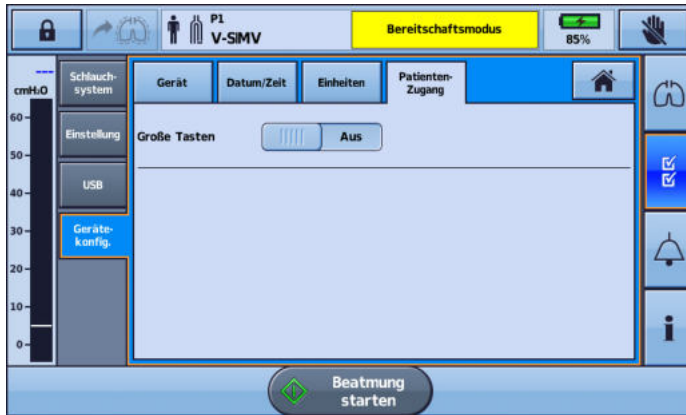 P1
V-SIMV
Bereitschaftsmodus
85%
---
cmH₂O
60
50
40
30
20
10
0
Schlauch-
system
Einstellung
USB
Geräte-
konfig.
Gerät
Datum/Zeit
Einheiten
Patienten-
Zugang
Große Tasten
Aus
Beatmung
starten